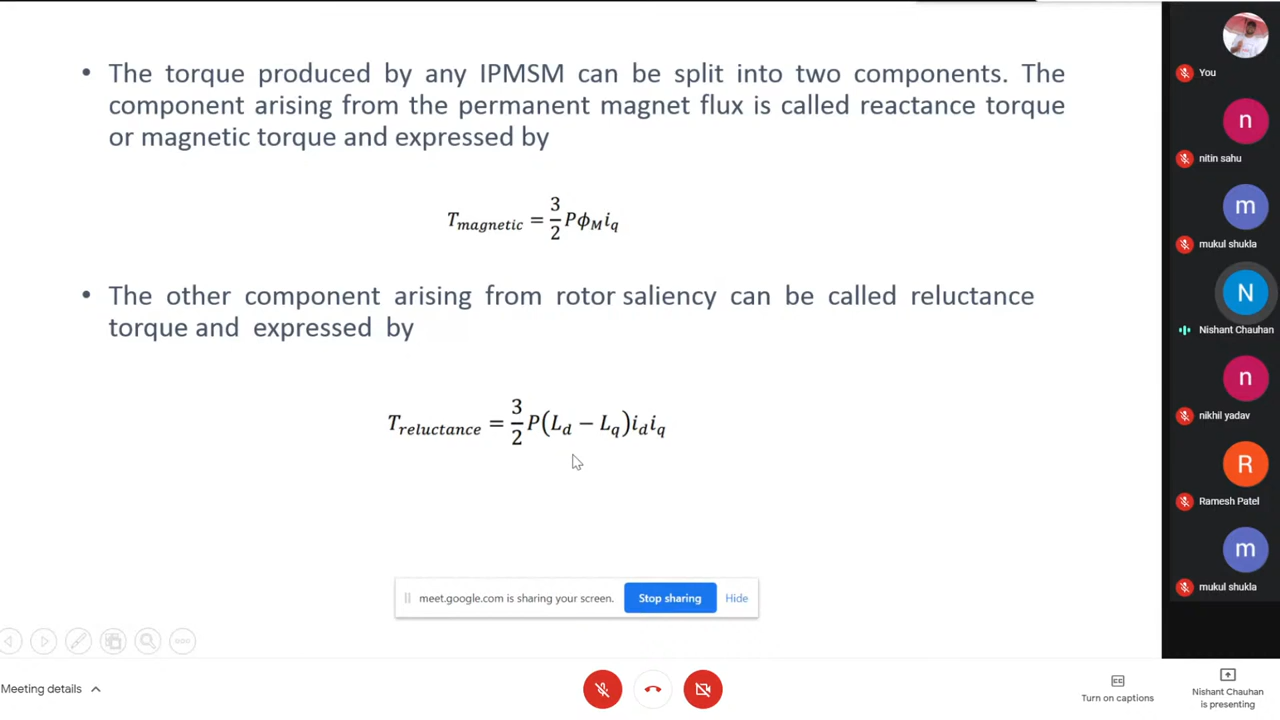 • The torque produced by any IPMSM can be split into two components. The
component arising from the permanent magnet flux is called reactance torque
or magnetic torque and expressed by
T_magnetic = 3/2 Pϕ_M i_q
• The other component arising from rotor saliency can be called reluctance
torque and expressed by
T_reluctance = 3/2 P(L_d − L_q)i_d i_q
meet.google.com is sharing your screen. Stop sharing Hide
You
n
nitin sahu
m
mukul shukla
N
Nishant Chauhan
n
nikhil yadav
R
Ramesh Patel
m
mukul shukla
Meeting details
CC
Turn on captions
Nishant Chauhan
is presenting